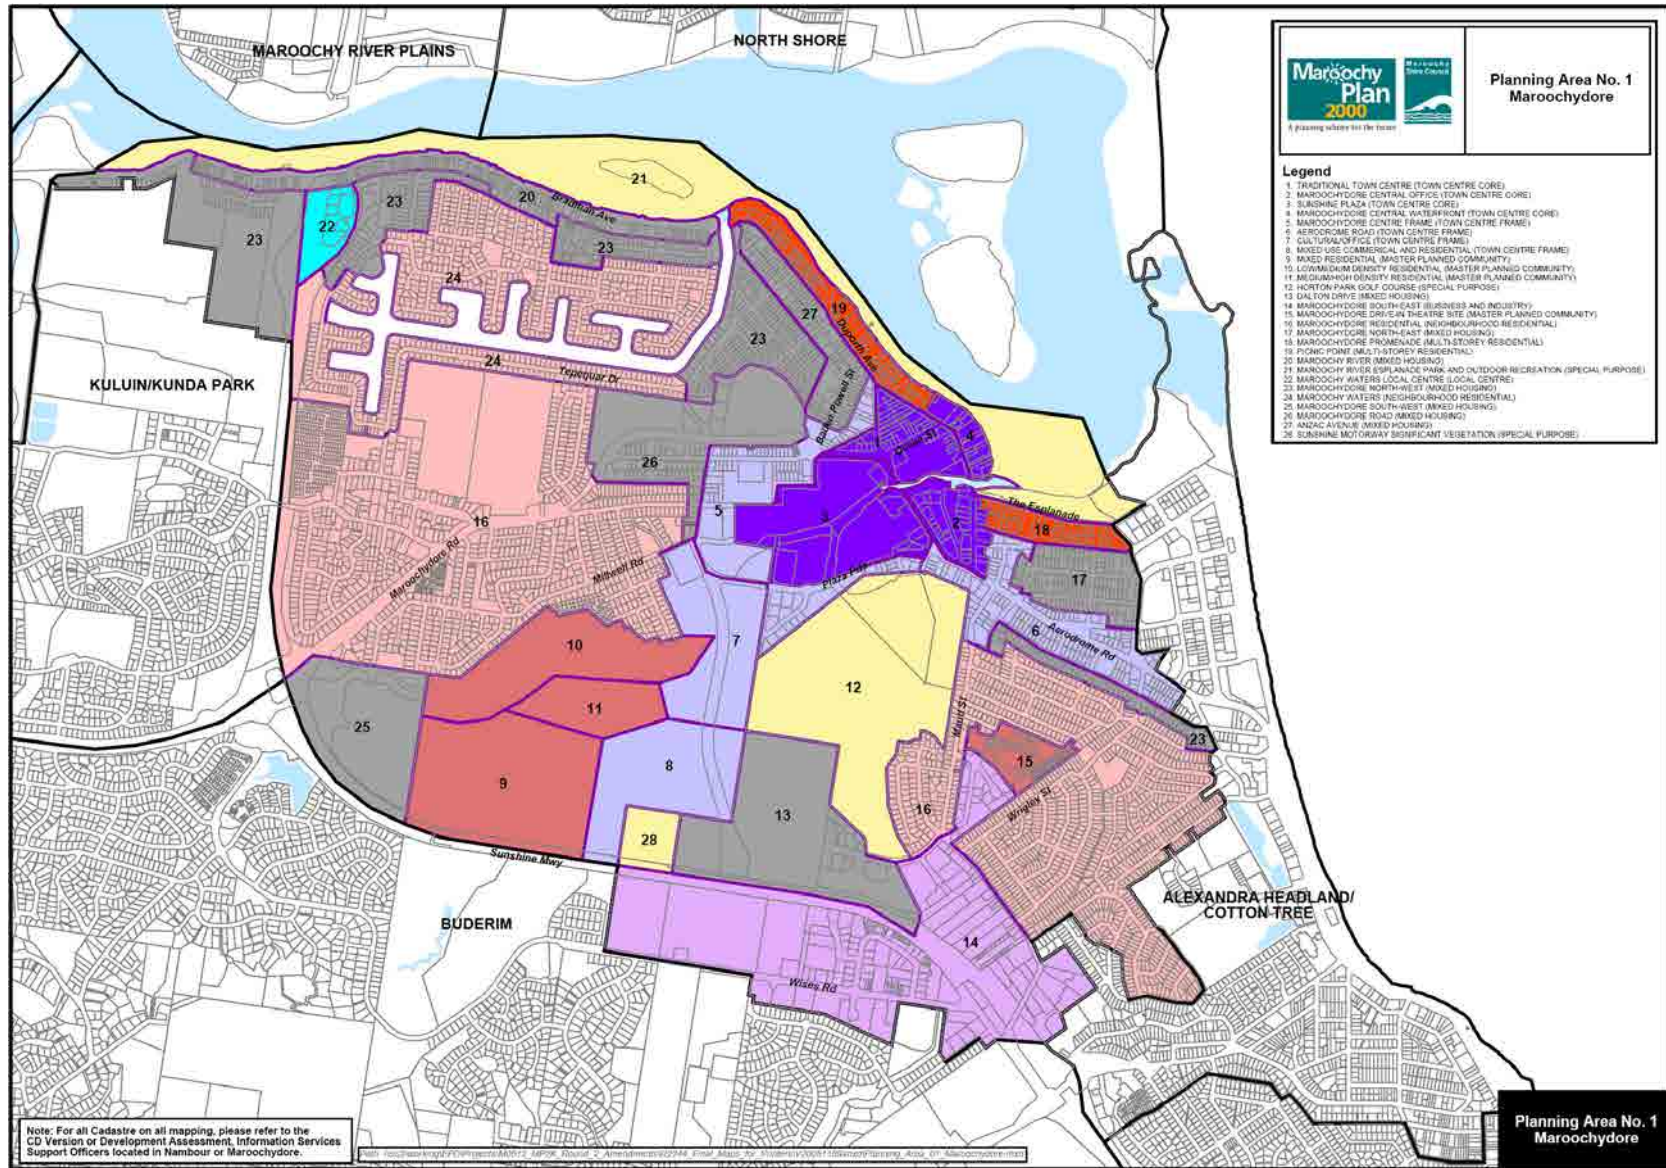 MAROOCHY RIVER PLAINS
NORTH SHORE
Maroochy
Plan
2000
A planning scheme for the future
Maroochy
Shire Council
Planning Area No. 1
Maroochydore
Legend
1. TRADITIONAL TOWN CENTRE (TOWN CENTRE CORE)
2. MAROOCHYDORE CENTRAL OFFICE (TOWN CENTRE CORE)
3. SUNSHINE PLAZA (TOWN CENTRE CORE)
4. MAROOCHYDORE CENTRAL WATERFRONT (TOWN CENTRE CORE)
5. MAROOCHYDORE CENTRE FRAME (TOWN CENTRE FRAME)
6. AERODROME ROAD (TOWN CENTRE FRAME)
7. CULTURAL/OFFICE (TOWN CENTRE FRAME)
8. MIXED USE COMMERICAL AND RESIDENTIAL (TOWN CENTRE FRAME)
9. MIXED RESIDENTIAL (MASTER PLANNED COMMUNITY)
10. LOW/MEDIUM DENSITY RESIDENTIAL (MASTER PLANNED COMMUNITY)
11. MEDIUM/HIGH DENSITY RESIDENTIAL (MASTER PLANNED COMMUNITY)
12. HORTON PARK GOLF COURSE (SPECIAL PURPOSE)
13. DALTON DRIVE (MIXED HOUSING)
14. MAROOCHYDORE SOUTH-EAST (BUSINESS AND INDUSTRY)
15. MAROOCHYDORE DRIVE-IN THEATRE SITE (MASTER PLANNED COMMUNITY)
16. MAROOCHYDORE RESIDENTIAL (NEIGHBOURHOOD RESIDENTIAL)
17. MAROOCHYDORE NORTH-EAST (MIXED HOUSING)
18. MAROOCHYDORE PROMENADE (MULTI-STOREY RESIDENTIAL)
19. PICNIC POINT (MULTI-STOREY RESIDENTIAL)
20. MAROOCHY RIVER (MIXED HOUSING)
21. MAROOCHY RIVER ESPLANADE PARK AND OUTDOOR RECREATION (SPECIAL PURPOSE)
22. MAROOCHY WATERS LOCAL CENTRE (LOCAL CENTRE)
23. MAROOCHYDORE NORTH-WEST (MIXED HOUSING)
24. MAROOCHY WATERS (NEIGHBOURHOOD RESIDENTIAL)
25. MAROOCHYDORE SOUTH-WEST (MIXED HOUSING)
26. MAROOCHYDORE ROAD (MIXED HOUSING)
27. ANZAC AVENUE (MIXED HOUSING)
28. SUNSHINE MOTORWAY SIGNIFICANT VEGETATION (SPECIAL PURPOSE)
21
20
Bradman Ave
23
22
23
23
24
19
27
Duporth Ave
23
24
Tepequar Dr
KULUIN/KUNDA PARK
4
26
5
2
The Esplanade
18
16
Maroochydore Rd
Millwell Rd
Plaza Pde
17
6
Aerodrome Rd
7
10
12
11
Maud St
25
23
15
8
9
16
Wrigley St
13
28
Sunshine Mwy
BUDERIM
ALEXANDRA HEADLAND/
COTTON TREE
14
Wises Rd
Note: For all Cadastre on all mapping, please refer to the
CD Version or Development Assessment, Information Services
Support Officers located in Nambour or Maroochydore.
Planning Area No. 1
Maroochydore